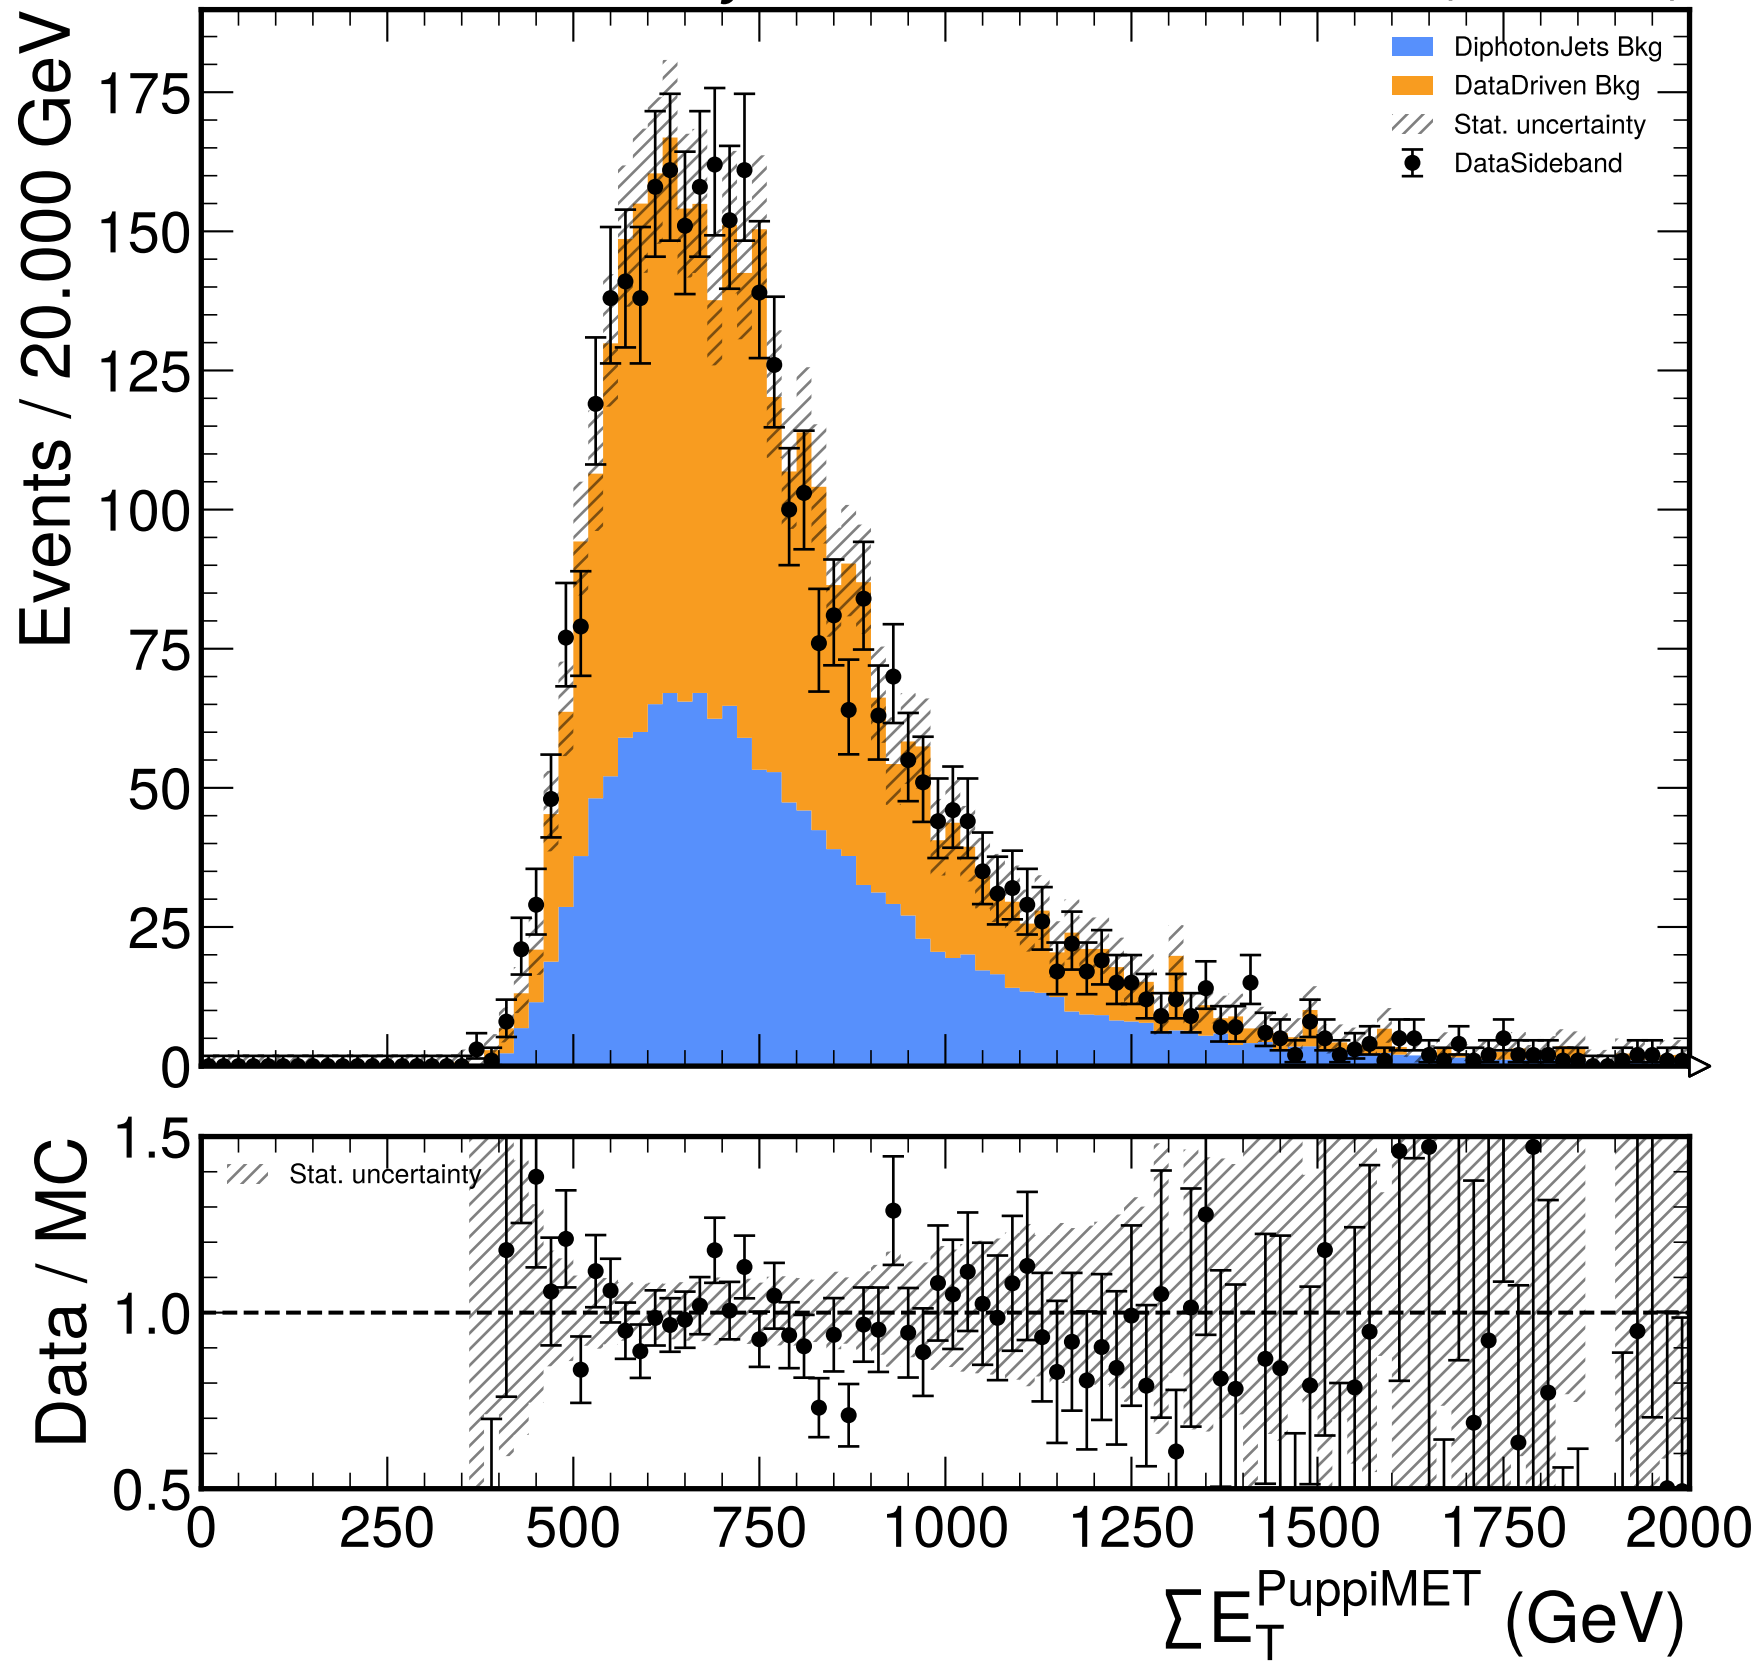 Events / 20.000 GeV
175
150
125
100
75
50
25
0
DiphotonJets Bkg
DataDriven Bkg
Stat. uncertainty
DataSideband
Data / MC
1.5
1.0
0.5
Stat. uncertainty
0 250 500 750 1000 1250 1500 1750 2000
∑E_T^PuppiMET (GeV)